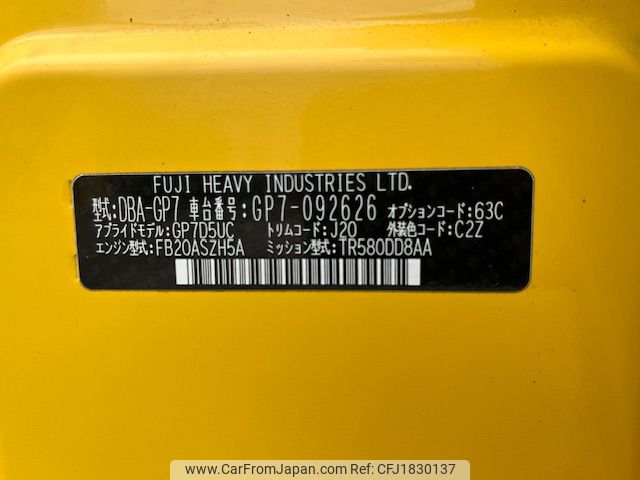 FUJI HEAVY INDUSTRIES LTD.
型式:DBA-GP7 車台番号:GP7-092626 オプションコード:63C
アプライドモデル:GP7D5UC トリムコード:J20 外装色コード:C2Z
エンジン型式:FB20ASZH5A ミッション型式:TR580DD8AA
www.CarFromJapan.com - Photo ID: CFJ1830137